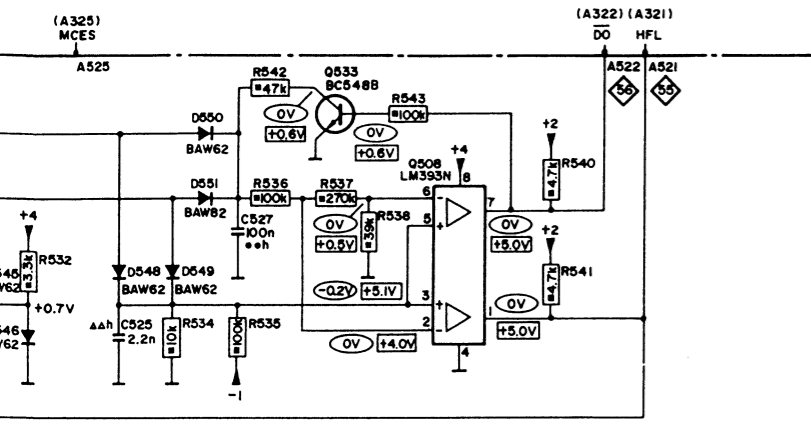 (A325)
MCES
(A322) (A321)
DO HFL
A525
A522 A521
56 55
R542
47k
Q533
BC548B
0V
+0,6V
R543
100k
0V
+0.6V
D550
BAW62
+2
4.7k
R540
Q508
LM393N
+4
8
D551
BAW82
R536
100k
R537
270k
6
-
7
C527
100n
●●h
0V
+0.5V
R538
39k
5
+
0V
+5.0V
+2
+4
3.3k
R532
D548
BAW62
D549
BAW62
4.7k
R541
-0.2V
+5.1V
3
+
0V
+0.7V
1
+5.0V
ΔΔh C525
2.2n
10k
R534
100k
R535
0V
+4.0V
2
-
4
-1